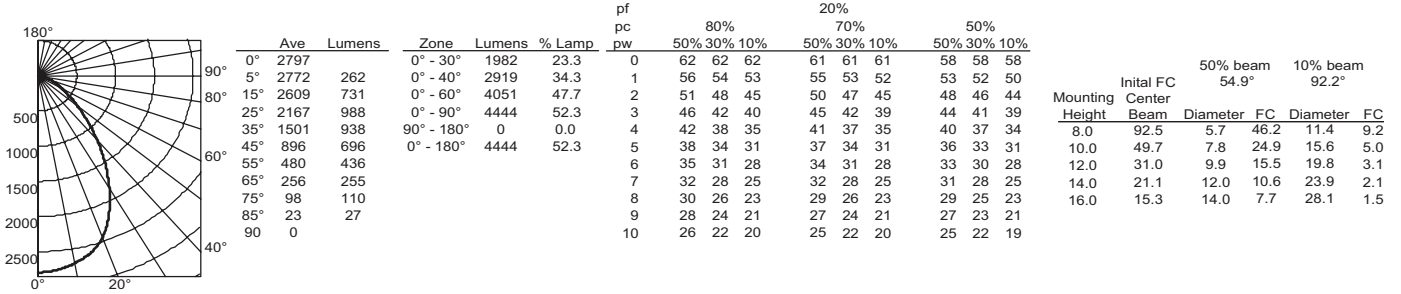 180°
90°
80°
60°
40°
500
1000
1500
2000
2500
0° 20°
Ave Lumens
0° 2797
5° 2772 262
15° 2609 731
25° 2167 988
35° 1501 938
45° 896 696
55° 480 436
65° 256 255
75° 98 110
85° 23 27
90 0
Zone Lumens % Lamp
0° - 30° 1982 23.3
0° - 40° 2919 34.3
0° - 60° 4051 47.7
0° - 90° 4444 52.3
90° - 180° 0 0.0
0° - 180° 4444 52.3
pf 20%
pc 80% 70% 50%
pw 50% 30% 10% 50% 30% 10% 50% 30% 10%
0 62 62 62 61 61 61 58 58 58
1 56 54 53 55 53 52 53 52 50
2 51 48 45 50 47 45 48 46 44
3 46 42 40 45 42 39 44 41 39
4 42 38 35 41 37 35 40 37 34
5 38 34 31 37 34 31 36 33 31
6 35 31 28 34 31 28 33 30 28
7 32 28 25 32 28 25 31 28 25
8 30 26 23 29 26 23 29 25 23
9 28 24 21 27 24 21 27 23 21
10 26 22 20 25 22 20 25 22 19
50% beam 10% beam
Inital FC 54.9° 92.2°
Mounting Center
Height Beam Diameter FC Diameter FC
8.0 92.5 5.7 46.2 11.4 9.2
10.0 49.7 7.8 24.9 15.6 5.0
12.0 31.0 9.9 15.5 19.8 3.1
14.0 21.1 12.0 10.6 23.9 2.1
16.0 15.3 14.0 7.7 28.1 1.5